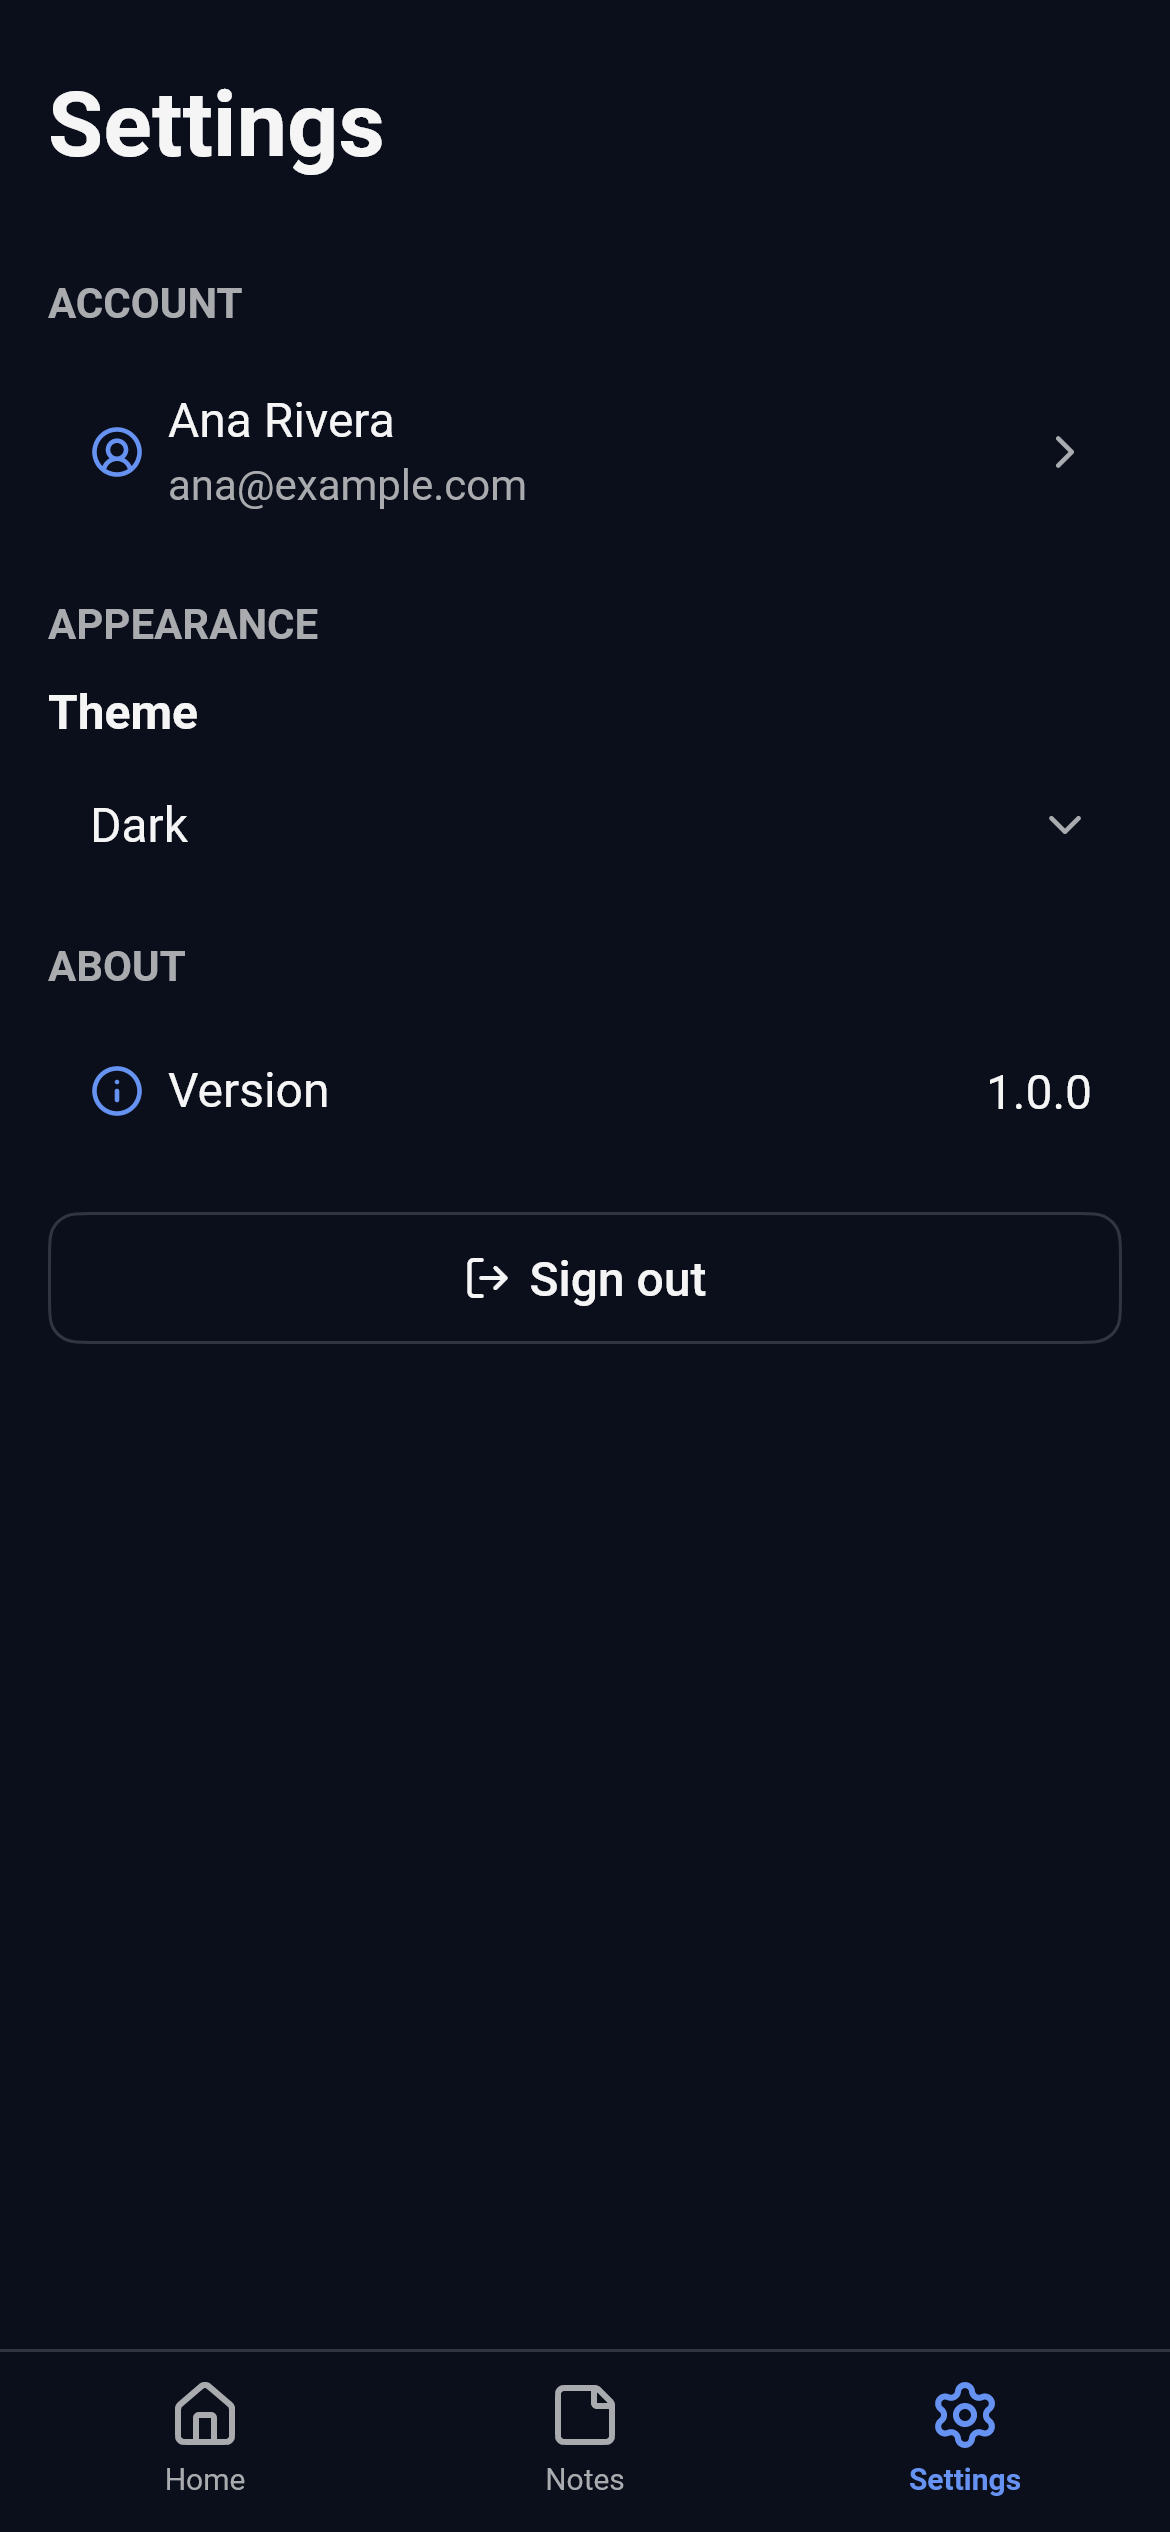 Settings
ACCOUNT
Ana Rivera
ana@example.com
APPEARANCE
Theme
Dark
ABOUT
Version 1.0.0
Sign out
Home Notes Settings